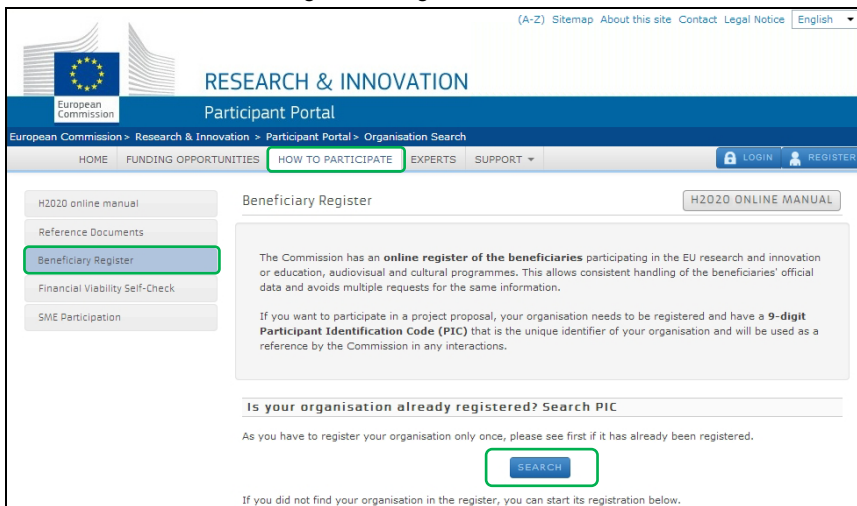 (A-Z) Sitemap About this site Contact Legal Notice English
European
Commission
RESEARCH & INNOVATION
Participant Portal
European Commission > Research & Innovation > Participant Portal > Organisation Search
HOME FUNDING OPPORTUNITIES HOW TO PARTICIPATE EXPERTS SUPPORT LOGIN REGISTER
H2020 online manual
Reference Documents
Beneficiary Register
Financial Viability Self-Check
SME Participation
Beneficiary Register H2020 ONLINE MANUAL
The Commission has an online register of the beneficiaries participating in the EU research and innovation
or education, audiovisual and cultural programmes. This allows consistent handling of the beneficiaries' official
data and avoids multiple requests for the same information.
If you want to participate in a project proposal, your organisation needs to be registered and have a 9-digit
Participant Identification Code (PIC) that is the unique identifier of your organisation and will be used as a
reference by the Commission in any interactions.
Is your organisation already registered? Search PIC
As you have to register your organisation only once, please see first if it has already been registered.
SEARCH
If you did not find your organisation in the register, you can start its registration below.